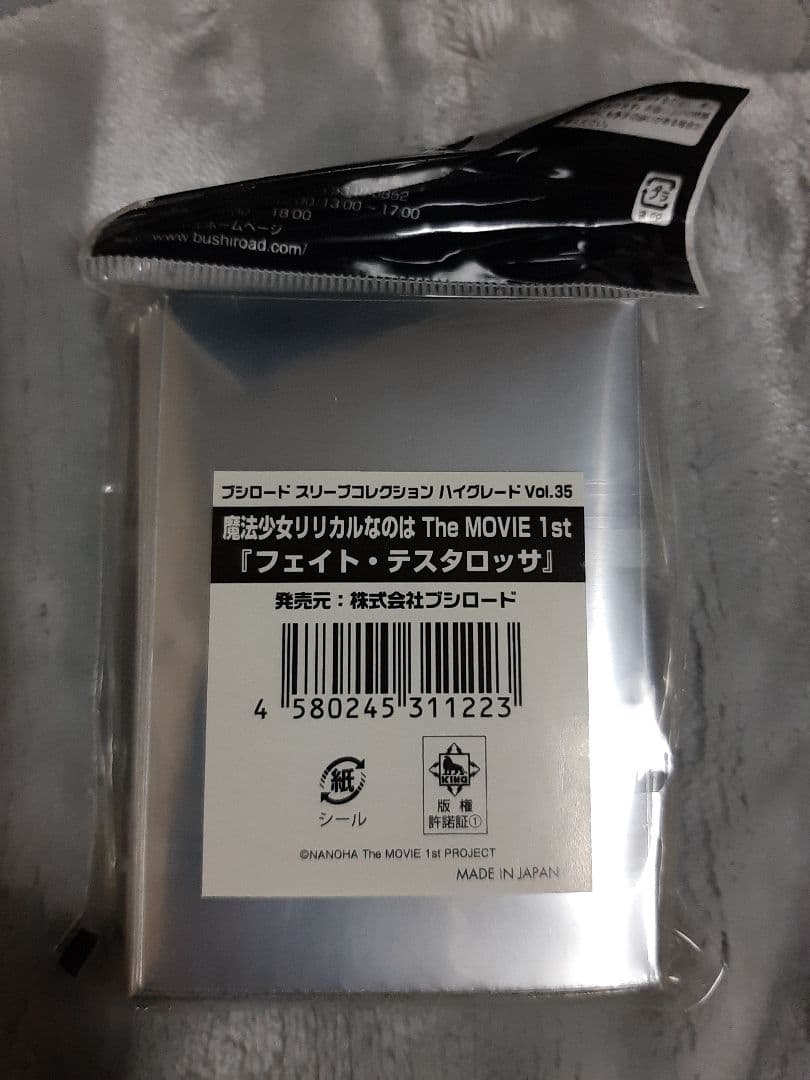 18:00 13:00～17:00
ホームページ
www.bushiroad.com/
プラ
ブシロード スリーブコレクション ハイグレード Vol.35
魔法少女リリカルなのは The MOVIE 1st
『フェイト・テスタロッサ』
発売元：株式会社ブシロード
4 580245 311223
紙
シール
KING
版権
許諾証①
©NANOHA The MOVIE 1st PROJECT
MADE IN JAPAN